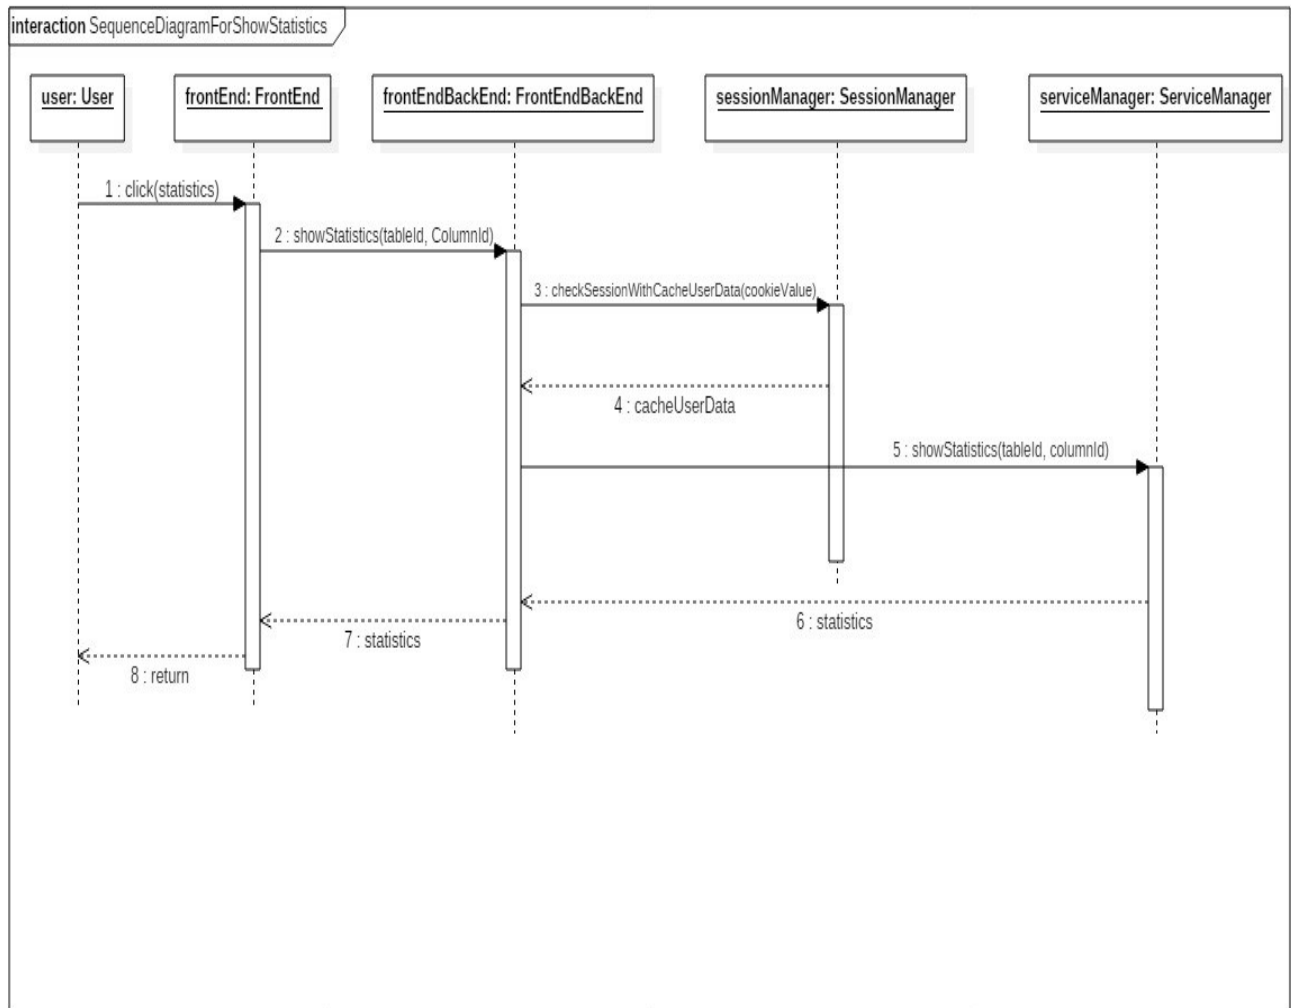 interaction SequenceDiagramForShowStatistics
user: User
frontEnd: FrontEnd
frontEndBackEnd: FrontEndBackEnd
sessionManager: SessionManager
serviceManager: ServiceManager
1 : click(statistics)
2 : showStatistics(tableId, ColumnId)
3 : checkSessionWithCacheUserData(cookieValue)
4 : cacheUserData
5 : showStatistics(tableId, columnId)
6 : statistics
7 : statistics
8 : return